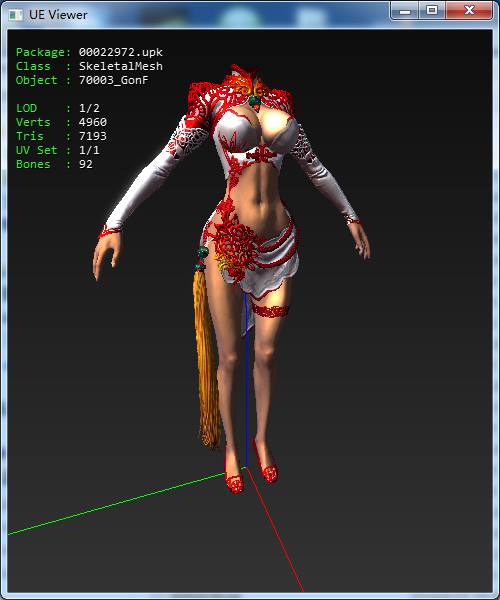 UE Viewer
Package: 00022972.upk
Class : SkeletalMesh
Object : 70003_GonF
LOD : 1/2
Verts : 4960
Tris : 7193
UV Set : 1/1
Bones : 92